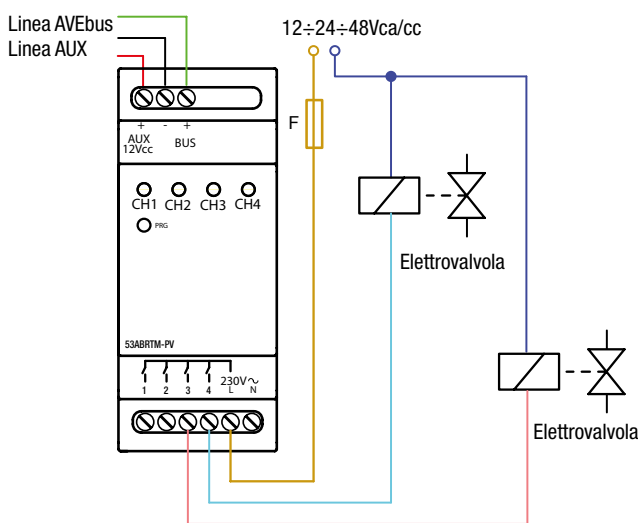 Linea AVEbus
Linea AUX
12÷24÷48Vca/cc
F
+ - +
AUX BUS
12Vcc
CH1 CH2 CH3 CH4
PRG
Elettrovalvola
53ABRTM-PV
230V~
1 2 3 4 L N
Elettrovalvola